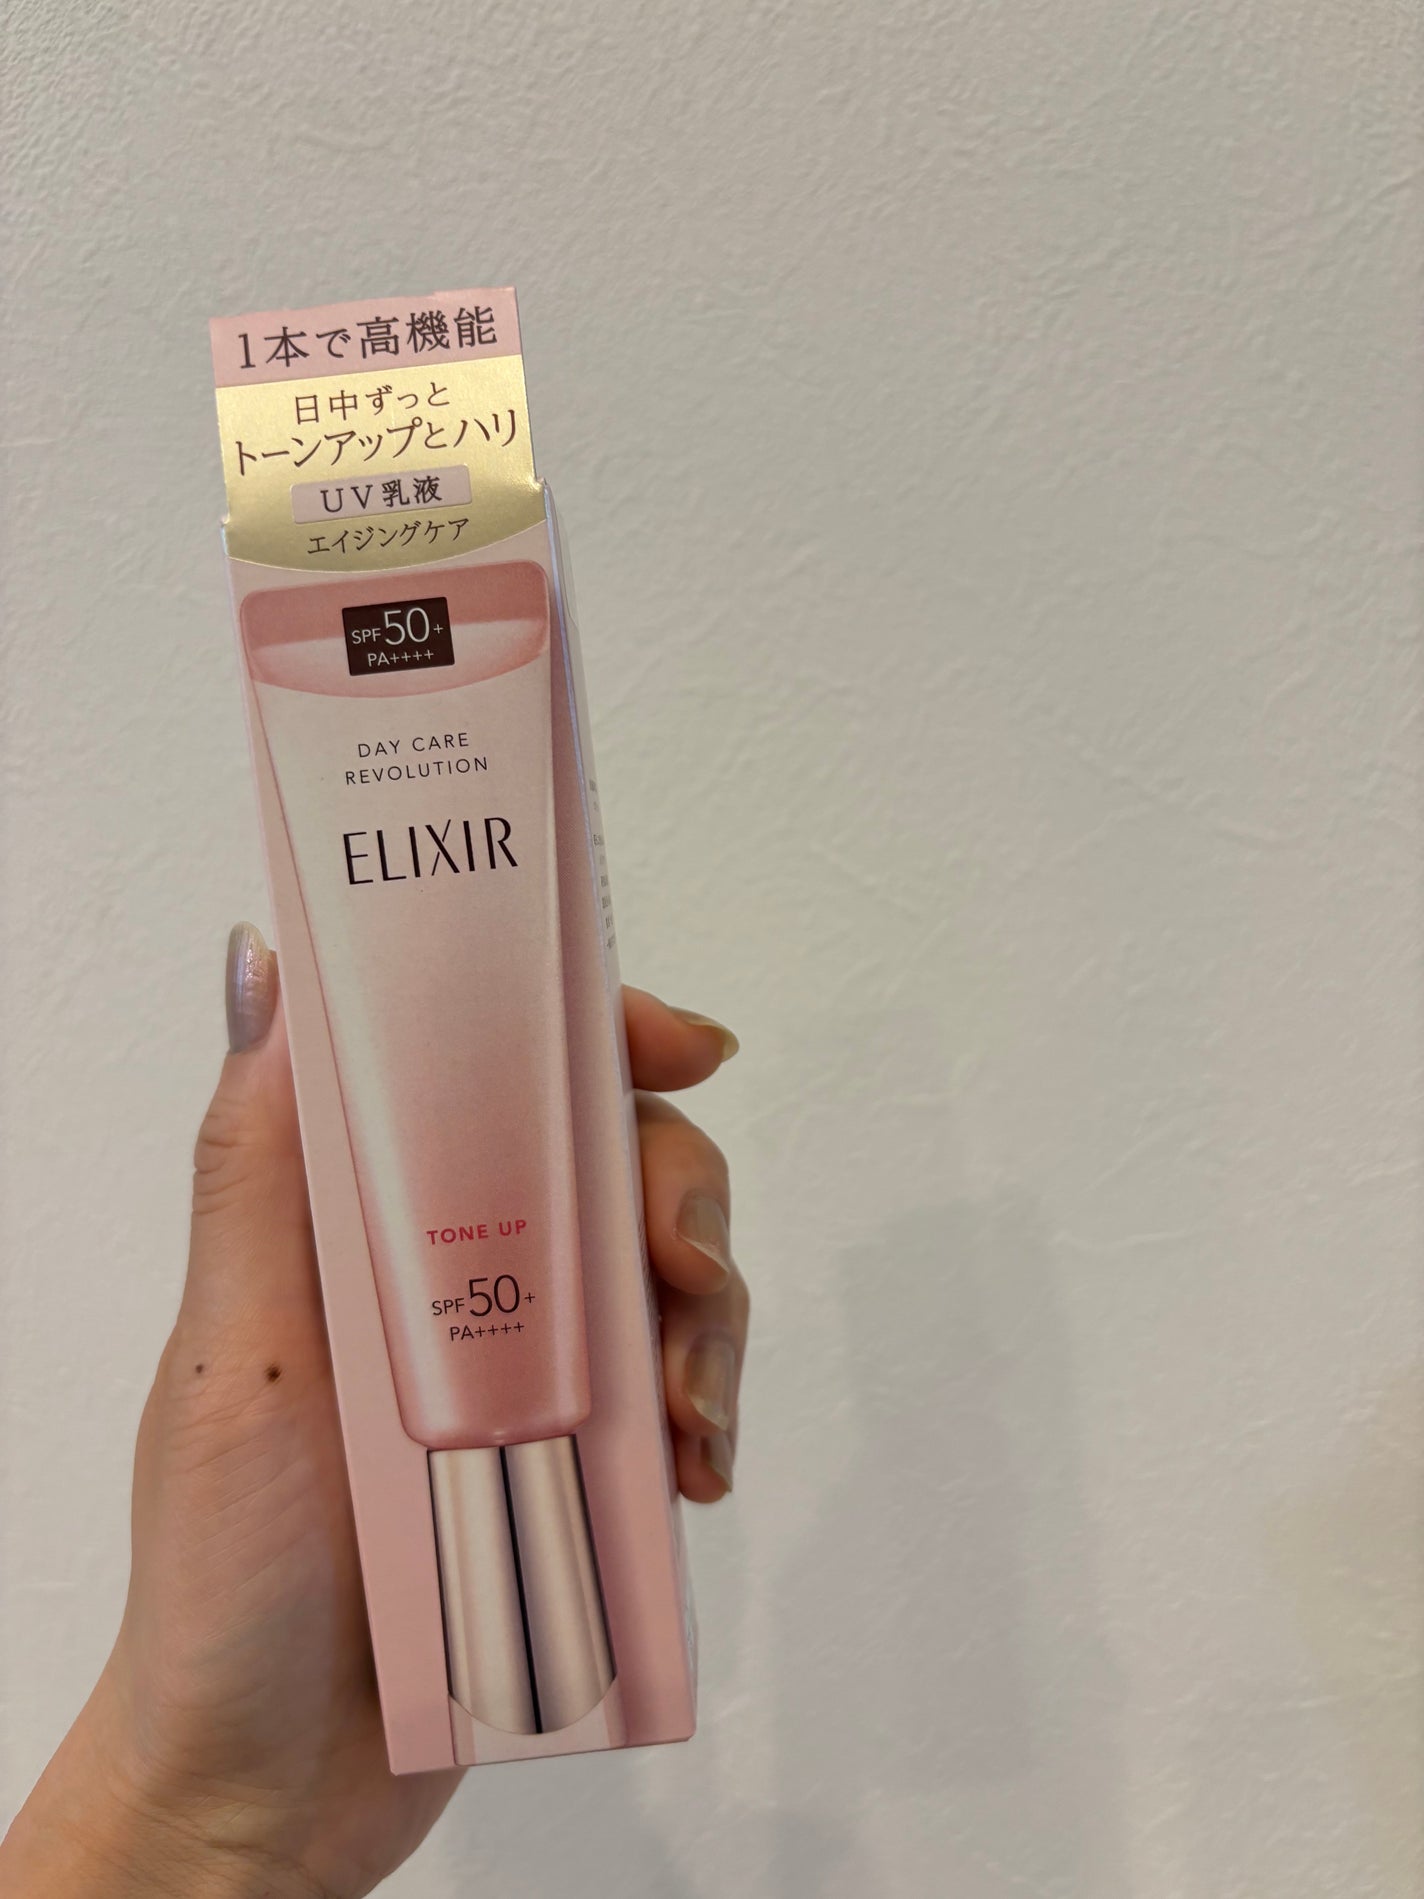 1本で高機能
日中ずっと
トーンアップとハリ
UV乳液
エイジングケア
SPF50+
PA++++
DAY CARE
REVOLUTION
ELIXIR
TONE UP
SPF50+
PA++++